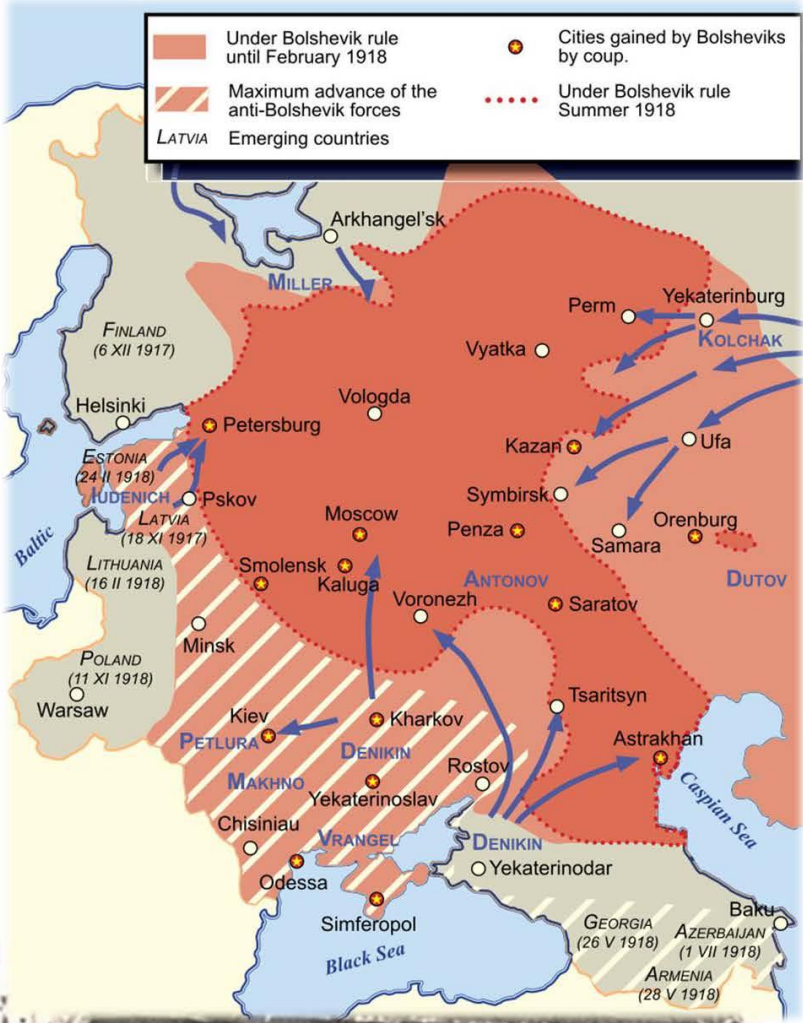 Under Bolshevik rule
until February 1918
Cities gained by Bolsheviks
by coup.
Maximum advance of the
anti-Bolshevik forces
Under Bolshevik rule
Summer 1918
LATVIA Emerging countries
Arkhangel'sk
MILLER
Perm
Yekaterinburg
KOLCHAK
FINLAND
(6 XII 1917)
Vyatka
Helsinki
Vologda
Petersburg
Kazan
Ufa
ESTONIA
(24 II 1918)
IUDENICH
Pskov
Symbirsk
LATVIA
(18 XI 1917)
Moscow
Penza
Orenburg
Samara
Baltic
LITHUANIA
(16 II 1918)
Smolensk
Kaluga
ANTONOV
DUTOV
Voronezh
Saratov
Minsk
POLAND
(11 XI 1918)
Warsaw
Tsaritsyn
Kiev
Kharkov
PETLURA
DENIKIN
Astrakhan
MAKHNO
Rostov
Caspian Sea
Yekaterinoslav
Chisiniau
VRANGEL
DENIKIN
Odessa
Yekaterinodar
Simferopol
Baku
GEORGIA
(26 V 1918)
AZERBAIJAN
(1 VII 1918)
Black Sea
ARMENIA
(28 V 1918)